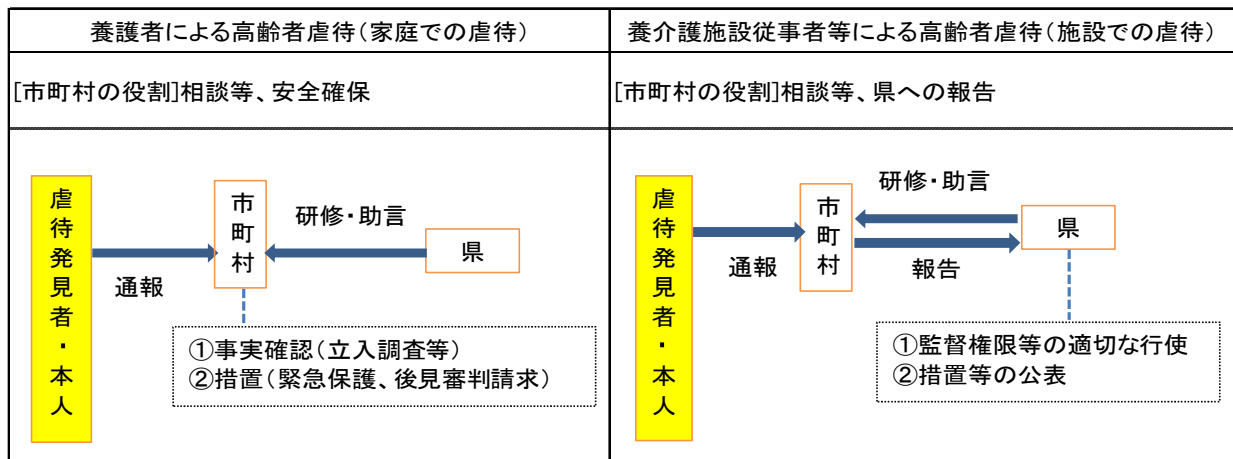 養護者による高齢者虐待(家庭での虐待)
養介護施設従事者等による高齢者虐待(施設での虐待)
[市町村の役割]相談等、安全確保
[市町村の役割]相談等、県への報告
虐待発見者・本人
通報
市町村
研修・助言
県
①事実確認(立入調査等)
②措置(緊急保護、後見審判請求)
虐待発見者・本人
通報
市町村
研修・助言
報告
県
①監督権限等の適切な行使
②措置等の公表